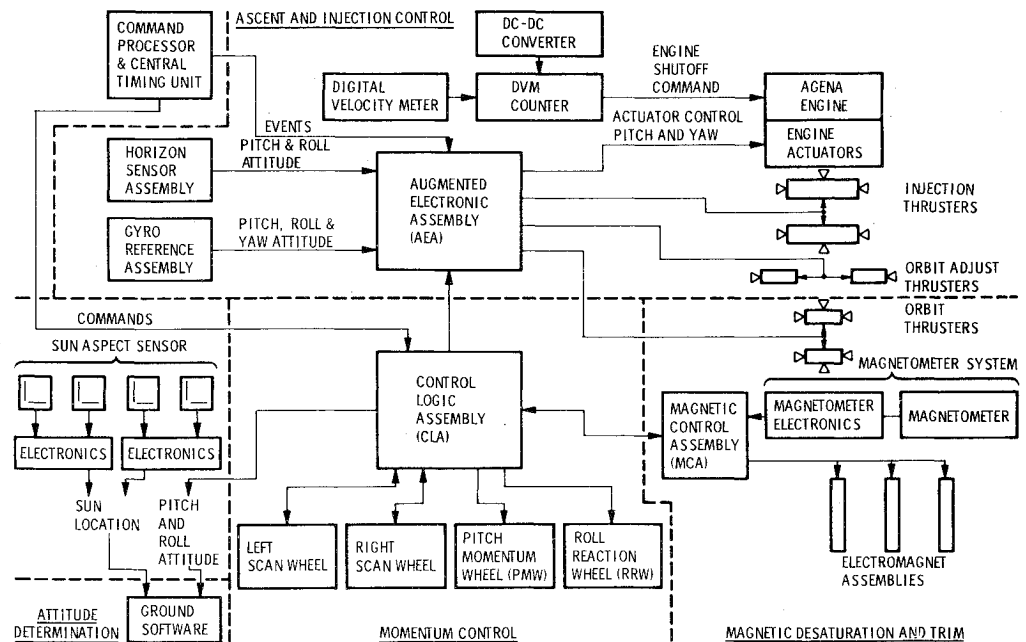 ASCENT AND INJECTION CONTROL
COMMAND
PROCESSOR
& CENTRAL
TIMING UNIT
DC-DC
CONVERTER
DIGITAL
VELOCITY METER
DVM
COUNTER
ENGINE
SHUTOFF
COMMAND
AGENA
ENGINE
ACTUATOR CONTROL
PITCH AND YAW
ENGINE
ACTUATORS
EVENTS
PITCH & ROLL
ATTITUDE
HORIZON
SENSOR
ASSEMBLY
AUGMENTED
ELECTRONIC
ASSEMBLY
(AEA)
INJECTION
THRUSTERS
GYRO
REFERENCE
ASSEMBLY
PITCH, ROLL &
YAW ATTITUDE
ORBIT ADJUST
THRUSTERS
COMMANDS
ORBIT
THRUSTERS
SUN ASPECT SENSOR
CONTROL
LOGIC
ASSEMBLY
(CLA)
MAGNETOMETER SYSTEM
MAGNETIC
CONTROL
ASSEMBLY
(MCA)
MAGNETOMETER
ELECTRONICS
MAGNETOMETER
ELECTRONICS
ELECTRONICS
SUN
LOCATION
PITCH
AND
ROLL
ATTITUDE
LEFT
SCAN WHEEL
RIGHT
SCAN WHEEL
PITCH
MOMENTUM
WHEEL (PMW)
ROLL
REACTION
WHEEL (RRW)
ELECTROMAGNET
ASSEMBLIES
ATTITUDE
DETERMINATION
GROUND
SOFTWARE
MOMENTUM CONTROL
MAGNETIC DESATURATION AND TRIM